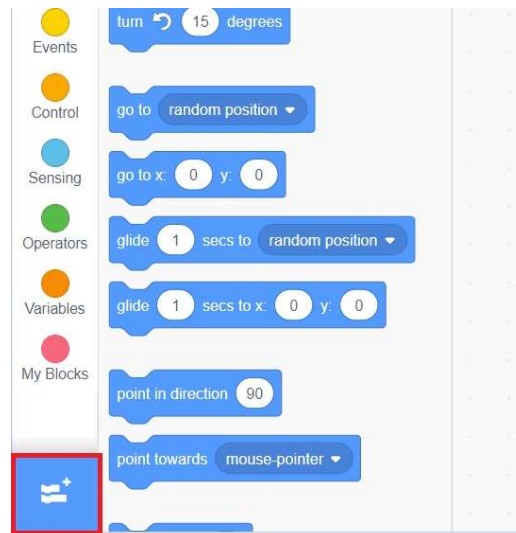 Events
Control
Sensing
Operators
Variables
My Blocks
turn 15 degrees
go to random position
go to x: 0 y: 0
glide 1 secs to random position
glide 1 secs to x: 0 y: 0
point in direction 90
point towards mouse-pointer